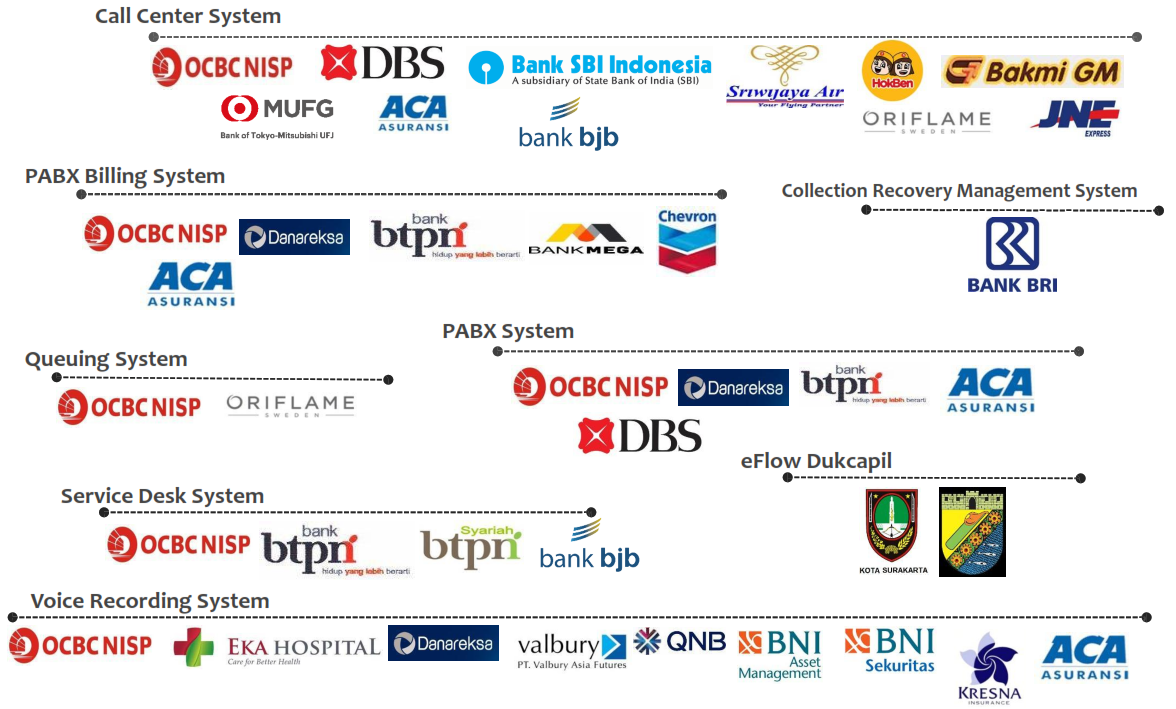 Call Center System
OCBC NISP
DBS
Bank SBI Indonesia
A subsidiary of State Bank of India (SBI)
Sriwijaya Air
Your Flying Partner
HokBen
Bakmi GM
MUFG
Bank of Tokyo-Mitsubishi UFJ
ACA
ASURANSI
bank bjb
ORIFLAME
SWEDEN
JNE
EXPRESS
PABX Billing System
OCBC NISP
Danareksa
bank
btpn
hidup yang lebih berarti
BANKMEGA
Chevron
ACA
ASURANSI
Collection Recovery Management System
BANK BRI
Queuing System
OCBC NISP
ORIFLAME
SWEDEN
PABX System
OCBC NISP
Danareksa
bank
btpn
hidup yang lebih berarti
ACA
ASURANSI
DBS
eFlow Dukcapil
KOTA SURAKARTA
Service Desk System
OCBC NISP
bank
btpn
hidup yang lebih berarti
Syariah
btpn
bank bjb
Voice Recording System
OCBC NISP
EKA HOSPITAL
Care for Better Health
Danareksa
valbury
PT. Valbury Asia Futures
QNB
BNI
Asset
Management
BNI
Sekuritas
KRESNA
INSURANCE
ACA
ASURANSI